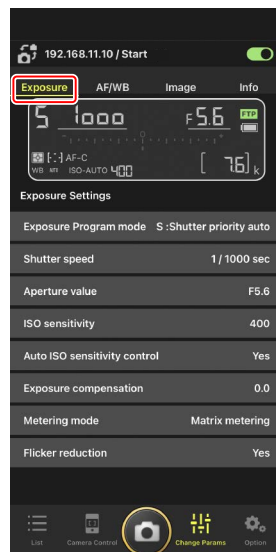 192.168.11.10 / Start
Exposure AF/WB Image Info
S 1000 F5.6 FTP
AF-C
WB ISO-AUTO 400 [ 7.6] k
Exposure Settings
Exposure Program mode S :Shutter priority auto
Shutter speed 1 / 1000 sec
Aperture value F5.6
ISO sensitivity 400
Auto ISO sensitivity control Yes
Exposure compensation 0.0
Metering mode Matrix metering
Flicker reduction Yes
List Camera Control Change Params Option